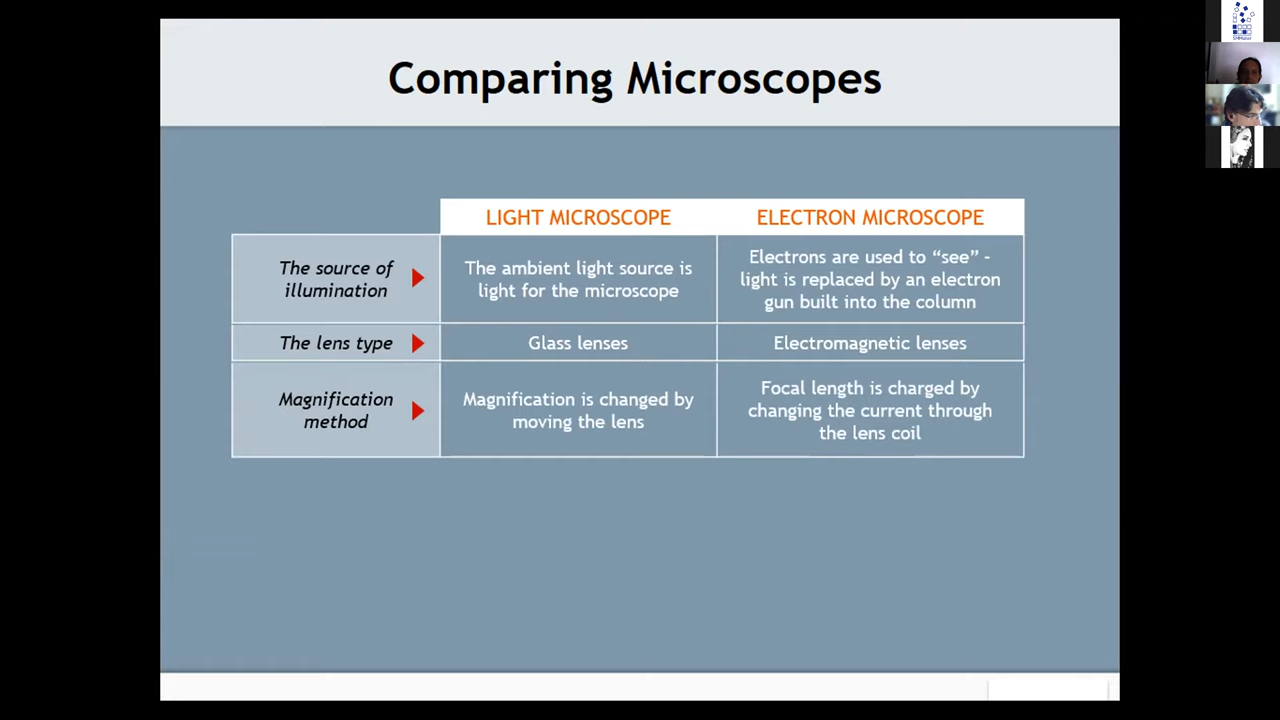 Comparing Microscopes
LIGHT MICROSCOPE
ELECTRON MICROSCOPE
The source of
illumination
The ambient light source is
light for the microscope
Electrons are used to “see” -
light is replaced by an electron
gun built into the column
The lens type
Glass lenses
Electromagnetic lenses
Magnification
method
Magnification is changed by
moving the lens
Focal length is charged by
changing the current through
the lens coil